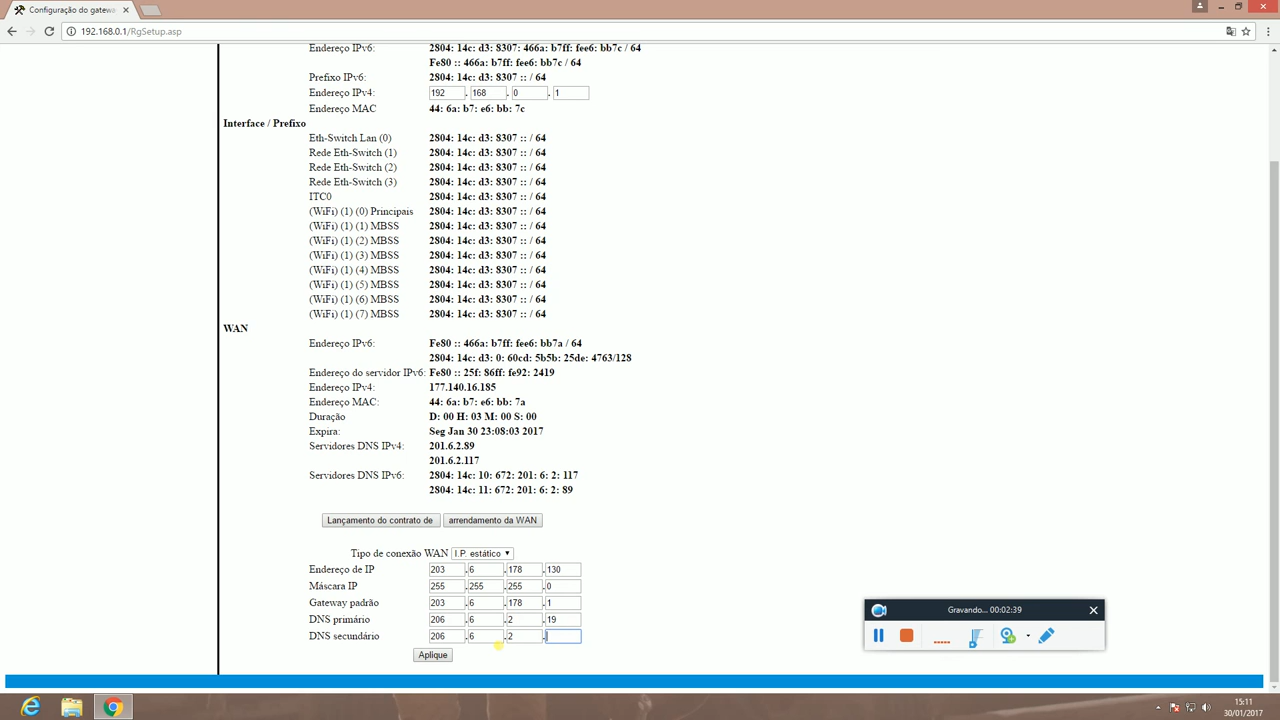 Configuração do gatewa
192.168.0.1/RgSetup.asp
Endereço IPv6: 2804: 14c: d3: 8307: 466a: b7ff: fee6: bb7c / 64
Fe80 :: 466a: b7ff: fee6: bb7c / 64
Prefixo IPv6: 2804: 14c: d3: 8307 :: / 64
Endereço IPv4: 192 . 168 . 0 . 1
Endereço MAC 44: 6a: b7: e6: bb: 7c
Interface / Prefixo
Eth-Switch Lan (0) 2804: 14c: d3: 8307 :: / 64
Rede Eth-Switch (1) 2804: 14c: d3: 8307 :: / 64
Rede Eth-Switch (2) 2804: 14c: d3: 8307 :: / 64
Rede Eth-Switch (3) 2804: 14c: d3: 8307 :: / 64
ITC0 2804: 14c: d3: 8307 :: / 64
(WiFi) (1) (0) Principais 2804: 14c: d3: 8307 :: / 64
(WiFi) (1) (1) MBSS 2804: 14c: d3: 8307 :: / 64
(WiFi) (1) (2) MBSS 2804: 14c: d3: 8307 :: / 64
(WiFi) (1) (3) MBSS 2804: 14c: d3: 8307 :: / 64
(WiFi) (1) (4) MBSS 2804: 14c: d3: 8307 :: / 64
(WiFi) (1) (5) MBSS 2804: 14c: d3: 8307 :: / 64
(WiFi) (1) (6) MBSS 2804: 14c: d3: 8307 :: / 64
(WiFi) (1) (7) MBSS 2804: 14c: d3: 8307 :: / 64
WAN
Endereço IPv6: Fe80 :: 466a: b7ff: fee6: bb7a / 64
2804: 14c: d3: 0: 60cd: 5b5b: 25de: 4763/128
Endereço do servidor IPv6: Fe80 :: 25f: 86ff: fe92: 2419
Endereço IPv4: 177.140.16.185
Endereço MAC: 44: 6a: b7: e6: bb: 7a
Duração D: 00 H: 03 M: 00 S: 00
Expira: Seg Jan 30 23:08:03 2017
Servidores DNS IPv4: 201.6.2.89
201.6.2.117
Servidores DNS IPv6: 2804: 14c: 10: 672: 201: 6: 2: 117
2804: 14c: 11: 672: 201: 6: 2: 89
Lançamento do contrato de arrendamento da WAN
Tipo de conexão WAN I.P. estático
Endereço de IP 203 . 6 . 178 . 130
Máscara IP 255 . 255 . 255 . 0
Gateway padrão 203 . 6 . 178 . 1
DNS primário 206 . 6 . 2 . 19
DNS secundário 206 . 6 . 2 .
Aplique
Gravando... 00:02:39
15:11
30/01/2017